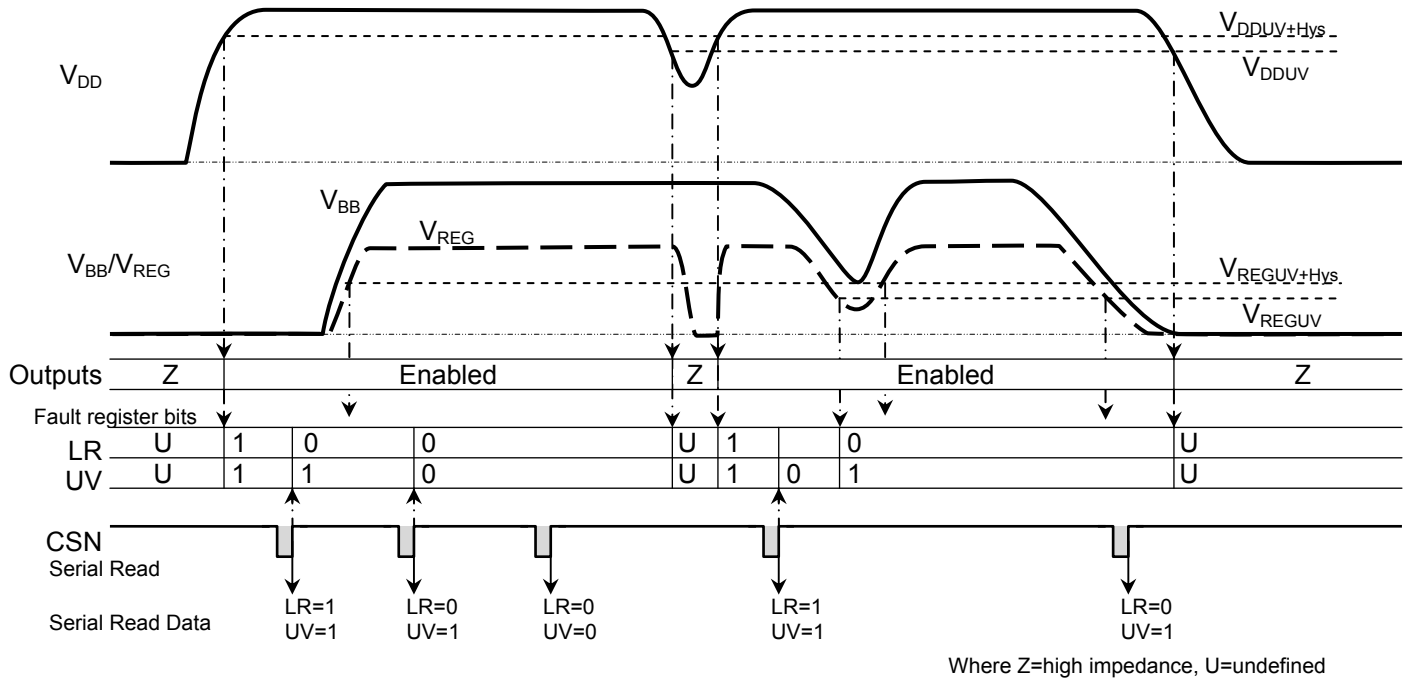 V_DDUV+Hys
V_DD
V_DDUV
V_BB
V_REG
V_BB/V_REG
V_REGUV+Hys
V_REGUV
Outputs Z Enabled Z Enabled Z
Fault register bits
LR U 1 0 0 U 1 0 U
UV U 1 1 0 U 1 0 1 U
CSN
Serial Read
LR=1 LR=0 LR=0 LR=1 LR=0
Serial Read Data UV=1 UV=1 UV=0 UV=1 UV=1
Where Z=high impedance, U=undefined